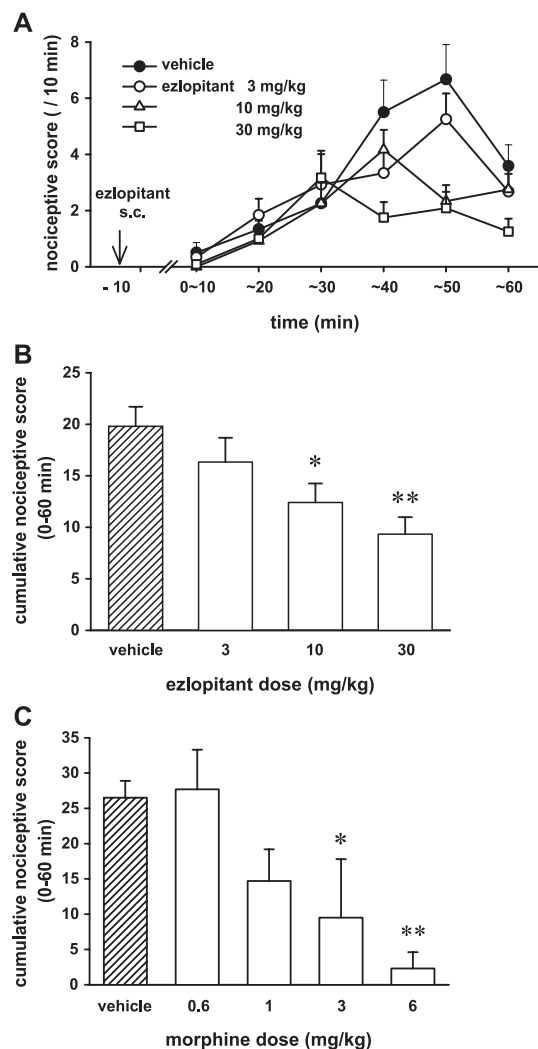 A
nociceptive score ( / 10 min)
8
6
4
2
0
vehicle
ezlopitant 3 mg/kg
10 mg/kg
30 mg/kg
ezlopitant
s.c.
- 10
0~10
~20
~30
~40
~50
~60
time (min)
B
cumulative nociceptive score
(0-60 min)
25
20
15
10
5
0
*
**
vehicle
3
10
30
ezlopitant dose (mg/kg)
C
cumulative nociceptive score
(0-60 min)
35
30
25
20
15
10
5
0
*
**
vehicle
0.6
1
3
6
morphine dose (mg/kg)